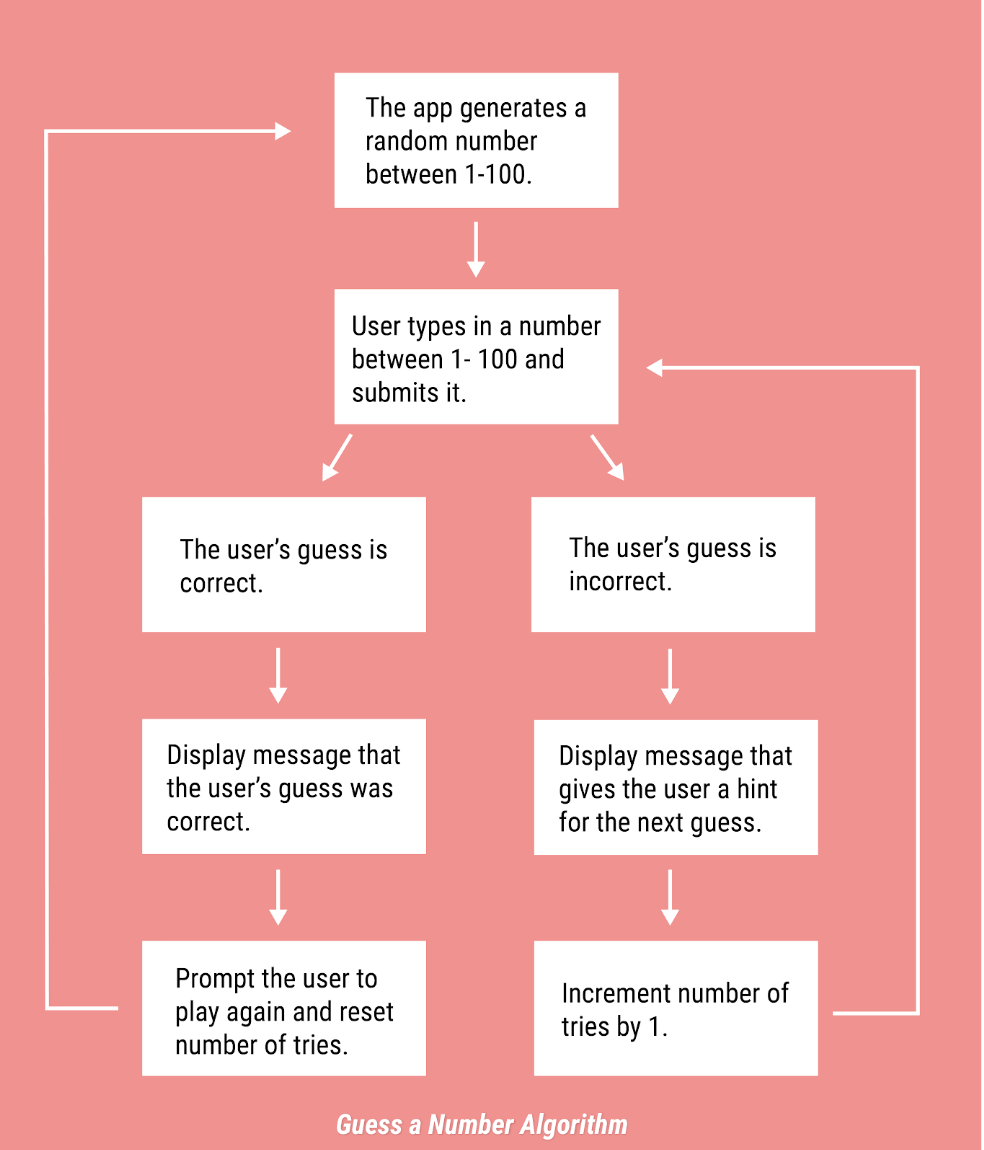 The app generates a
random number
between 1-100.
User types in a number
between 1- 100 and
submits it.
The user’s guess is
correct.
The user’s guess is
incorrect.
Display message that
the user’s guess was
correct.
Display message that
gives the user a hint
for the next guess.
Prompt the user to
play again and reset
number of tries.
Increment number of
tries by 1.
Guess a Number Algorithm